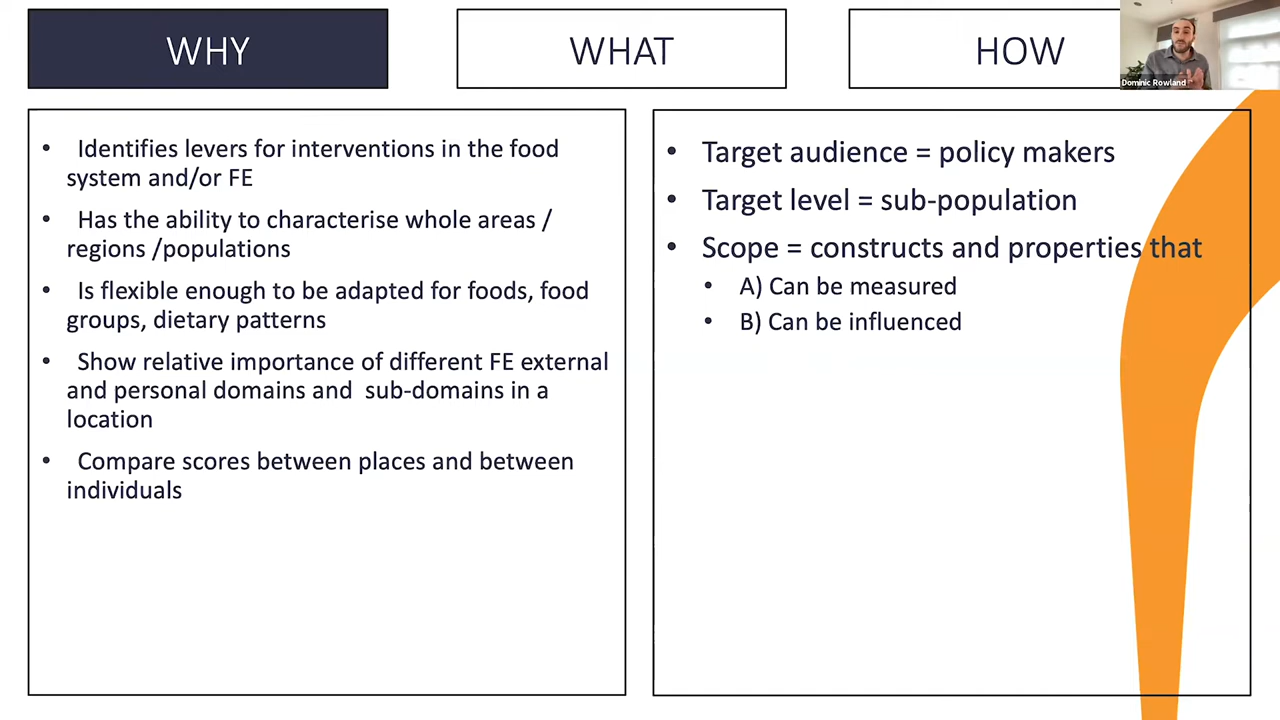 WHY
WHAT
HOW
Dominic Rowland
• Identifies levers for interventions in the food
system and/or FE
• Has the ability to characterise whole areas /
regions /populations
• Is flexible enough to be adapted for foods, food
groups, dietary patterns
• Show relative importance of different FE external
and personal domains and sub-domains in a
location
• Compare scores between places and between
individuals
• Target audience = policy makers
• Target level = sub-population
• Scope = constructs and properties that
• A) Can be measured
• B) Can be influenced